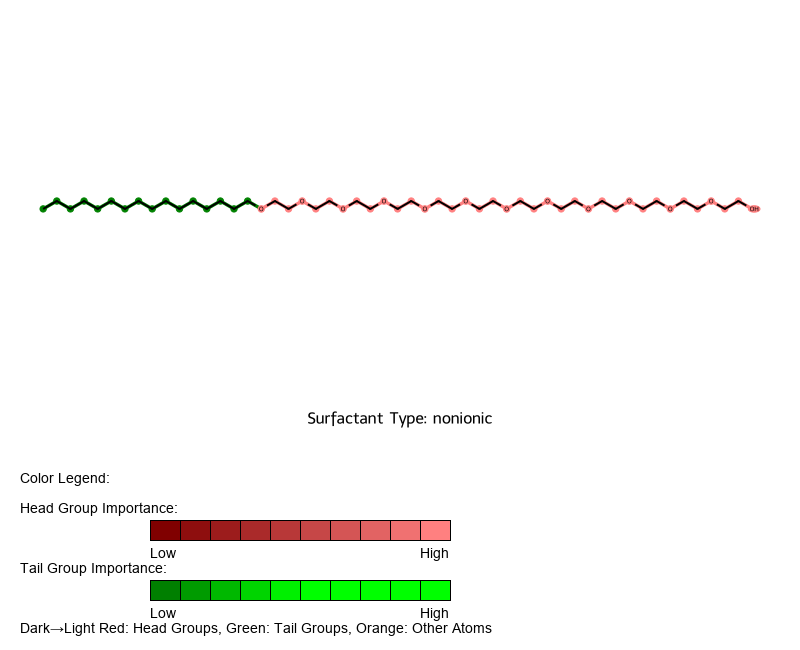 O O O O O O O O O O O O OH
Surfactant Type: nonionic
Color Legend:
Head Group Importance:
Low High
Tail Group Importance:
Low High
Dark→Light Red: Head Groups, Green: Tail Groups, Orange: Other Atoms